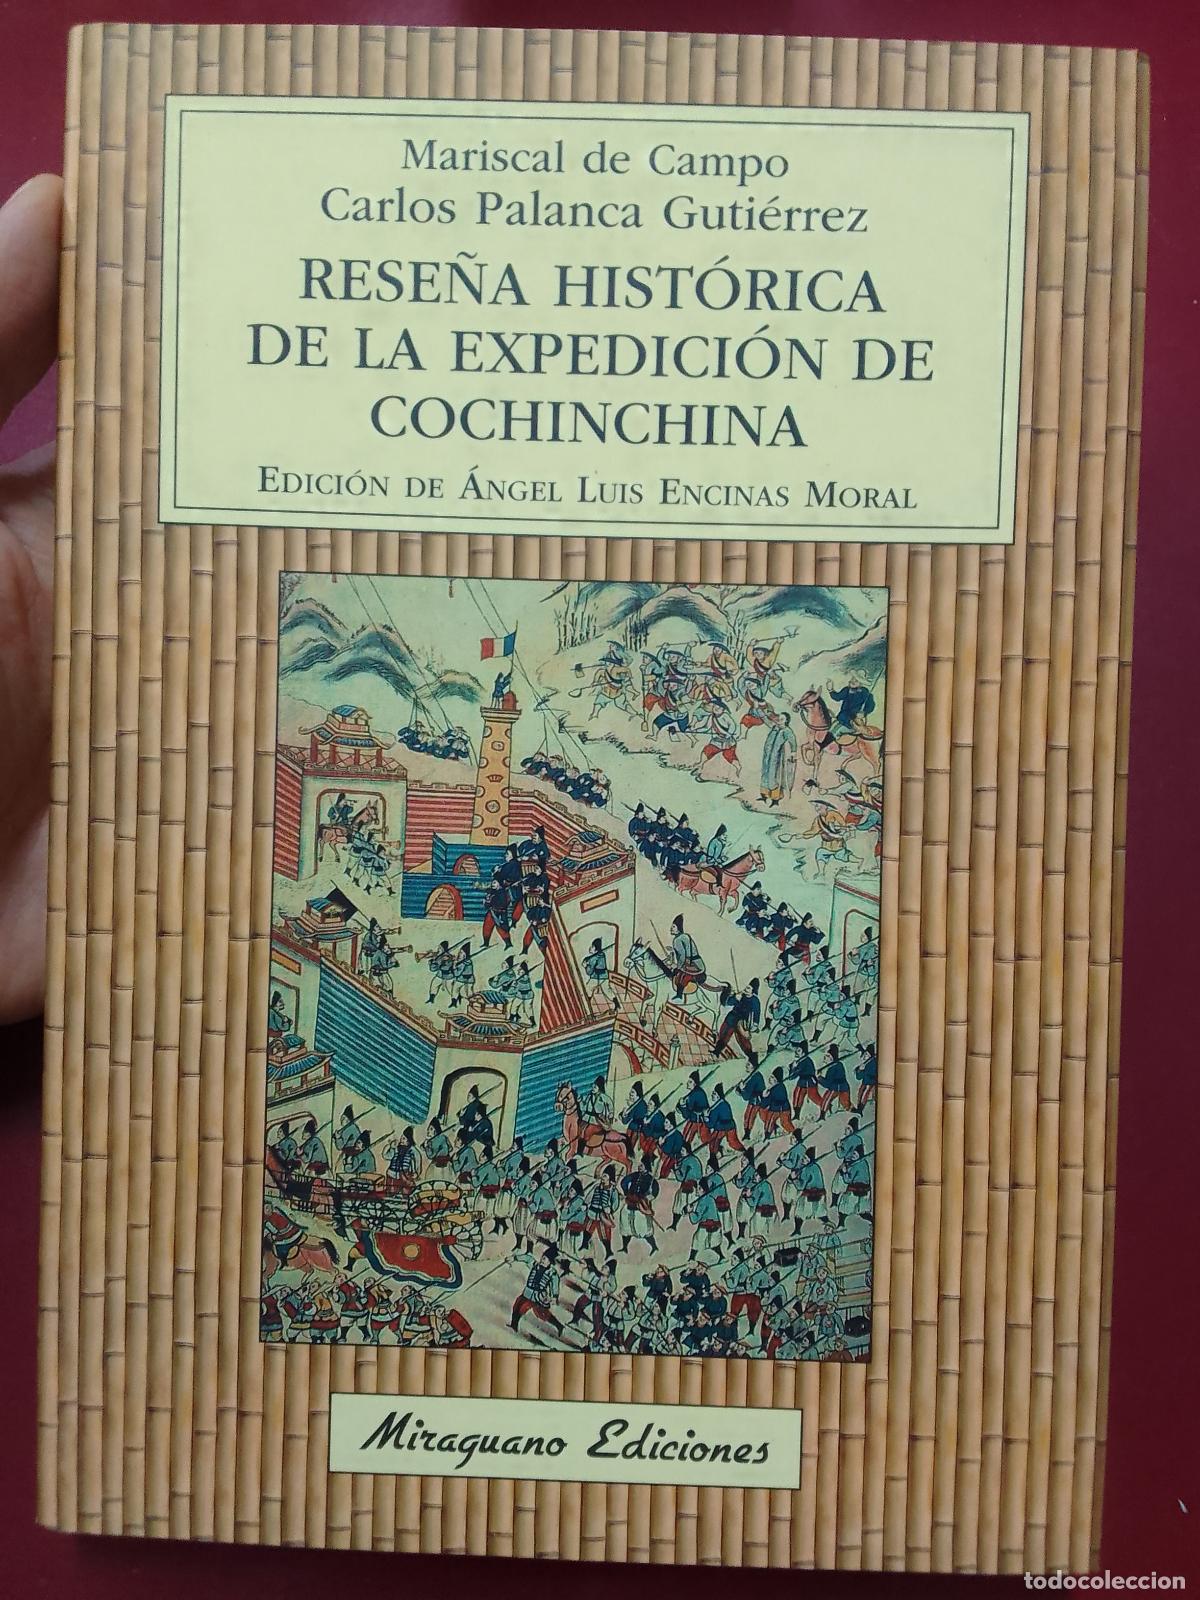 Mariscal de Campo
Carlos Palanca Gutiérrez
RESEÑA HISTÓRICA
DE LA EXPEDICIÓN DE
COCHINCHINA
EDICIÓN DE ÁNGEL LUIS ENCINAS MORAL
Miraguano Ediciones
todocoleccion